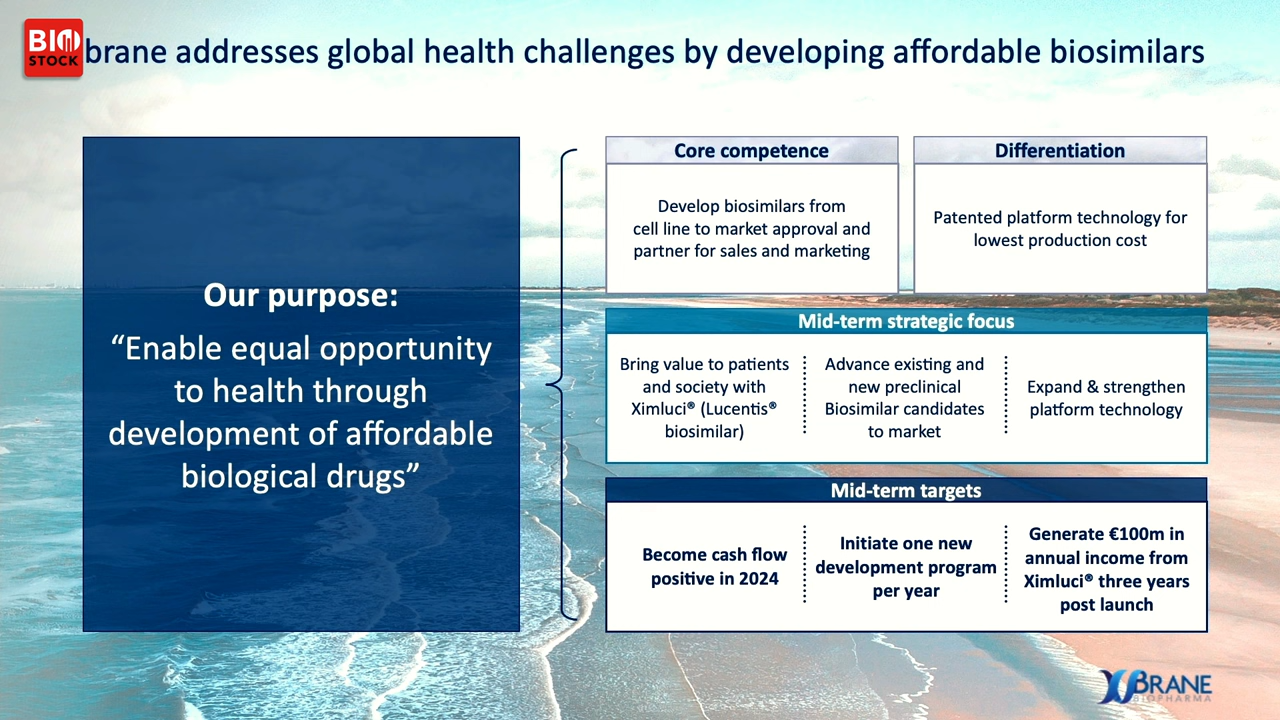 BIO
STOCK
brane addresses global health challenges by developing affordable biosimilars
Our purpose:
“Enable equal opportunity
to health through
development of affordable
biological drugs”
Core competence
Develop biosimilars from
cell line to market approval and
partner for sales and marketing
Differentiation
Patented platform technology for
lowest production cost
Mid-term strategic focus
Bring value to patients
and society with
Ximluci® (Lucentis®
biosimilar)
Advance existing and
new preclinical
Biosimilar candidates
to market
Expand & strengthen
platform technology
Mid-term targets
Become cash flow
positive in 2024
Initiate one new
development program
per year
Generate €100m in
annual income from
Ximluci® three years
post launch
XBRANE
BIOPHARMA